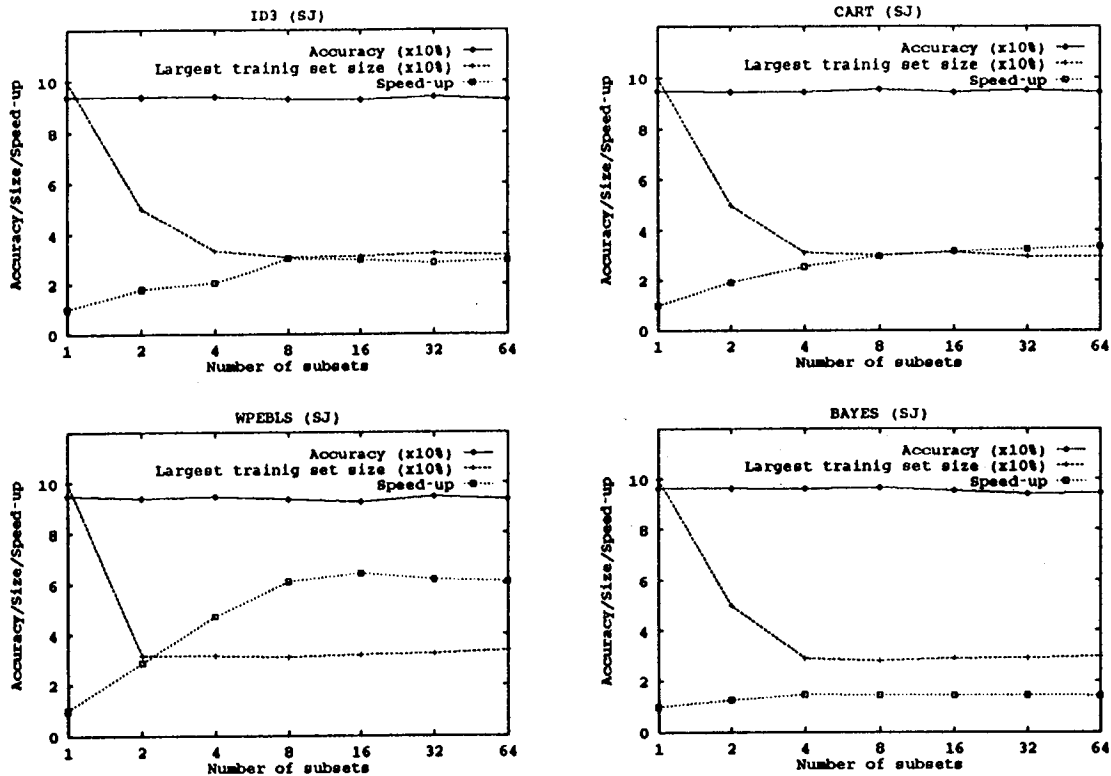 ID3 (SJ)
Accuracy (x10%)
Largest trainig set size (x10%)
Speed-up
Accuracy/Size/Speed-up
10
8
6
4
2
0
1 2 4 8 16 32 64
Number of subsets
CART (SJ)
Accuracy (x10%)
Largest trainig set size (x10%)
Speed-up
Accuracy/Size/Speed-up
10
8
6
4
2
0
1 2 4 8 16 32 64
Number of subsets
WPEBLS (SJ)
Accuracy (x10%)
Largest trainig set size (x10%)
Speed-up
Accuracy/Size/Speed-up
10
8
6
4
2
0
1 2 4 8 16 32 64
Number of subsets
BAYES (SJ)
Accuracy (x10%)
Largest trainig set size (x10%)
Speed-up
Accuracy/Size/Speed-up
10
8
6
4
2
0
1 2 4 8 16 32 64
Number of subsets